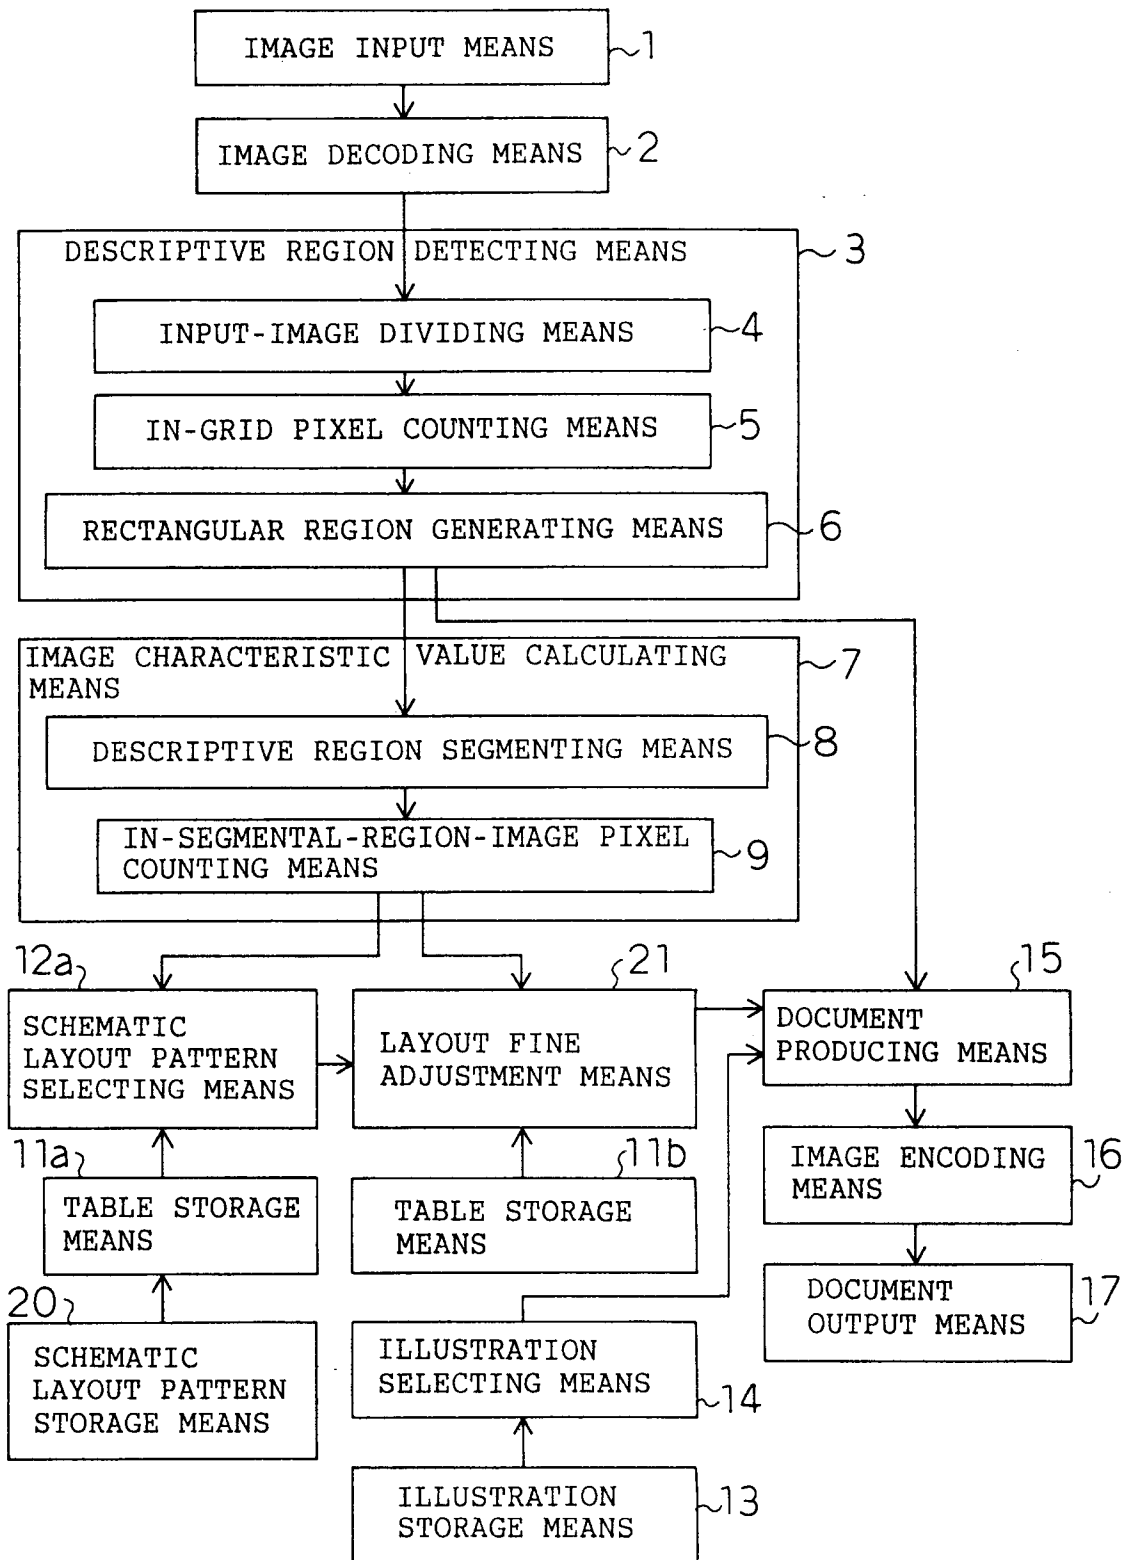 IMAGE INPUT MEANS
1
IMAGE DECODING MEANS
2
DESCRIPTIVE REGION DETECTING MEANS
3
INPUT-IMAGE DIVIDING MEANS
4
IN-GRID PIXEL COUNTING MEANS
5
RECTANGULAR REGION GENERATING MEANS
6
IMAGE CHARACTERISTIC VALUE CALCULATING
MEANS
7
DESCRIPTIVE REGION SEGMENTING MEANS
8
IN-SEGMENTAL-REGION-IMAGE PIXEL
COUNTING MEANS
9
12a
SCHEMATIC
LAYOUT PATTERN
SELECTING MEANS
21
LAYOUT FINE
ADJUSTMENT MEANS
15
DOCUMENT
PRODUCING MEANS
11a
TABLE STORAGE
MEANS
11b
TABLE STORAGE
MEANS
IMAGE ENCODING
MEANS
16
20
SCHEMATIC
LAYOUT PATTERN
STORAGE MEANS
ILLUSTRATION
SELECTING MEANS
14
DOCUMENT
OUTPUT MEANS
17
ILLUSTRATION
STORAGE MEANS
13